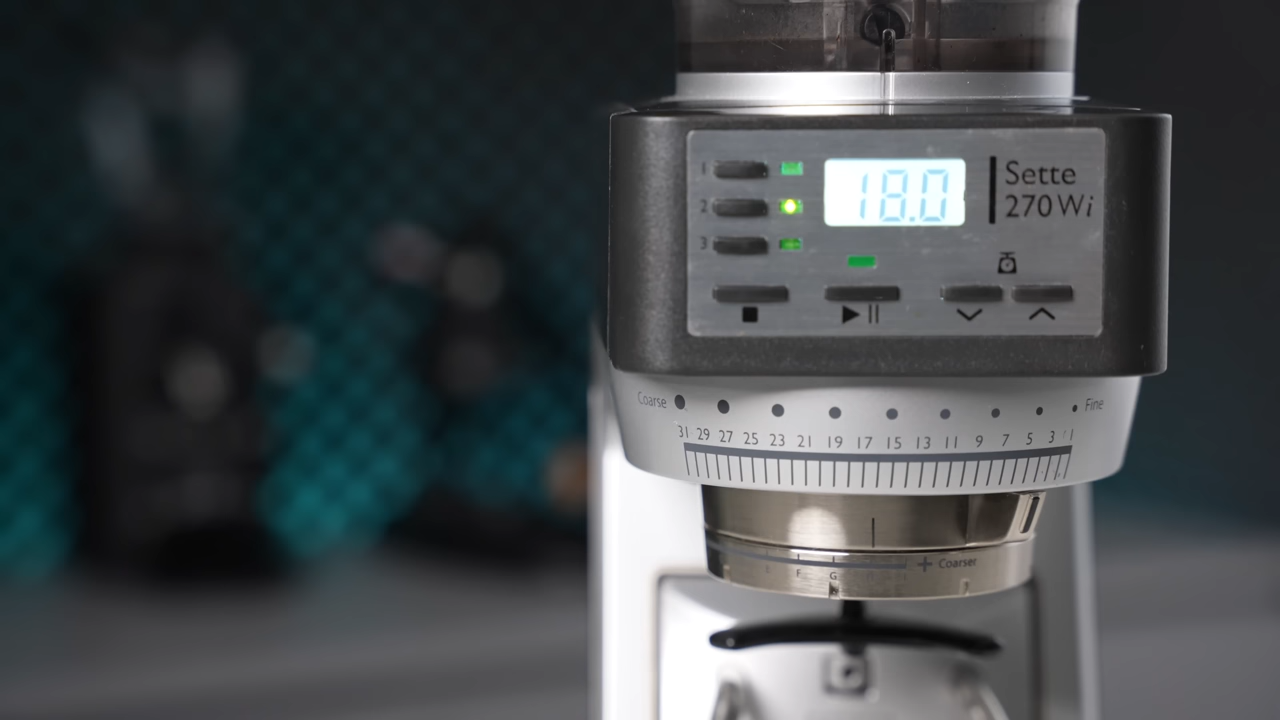 1
2
3
18.0
Sette
270Wi
Coarse
Fine
31 29 27 25 23 21 19 17 15 13 11 9 7 5 3 1
+ Coarser
F
G